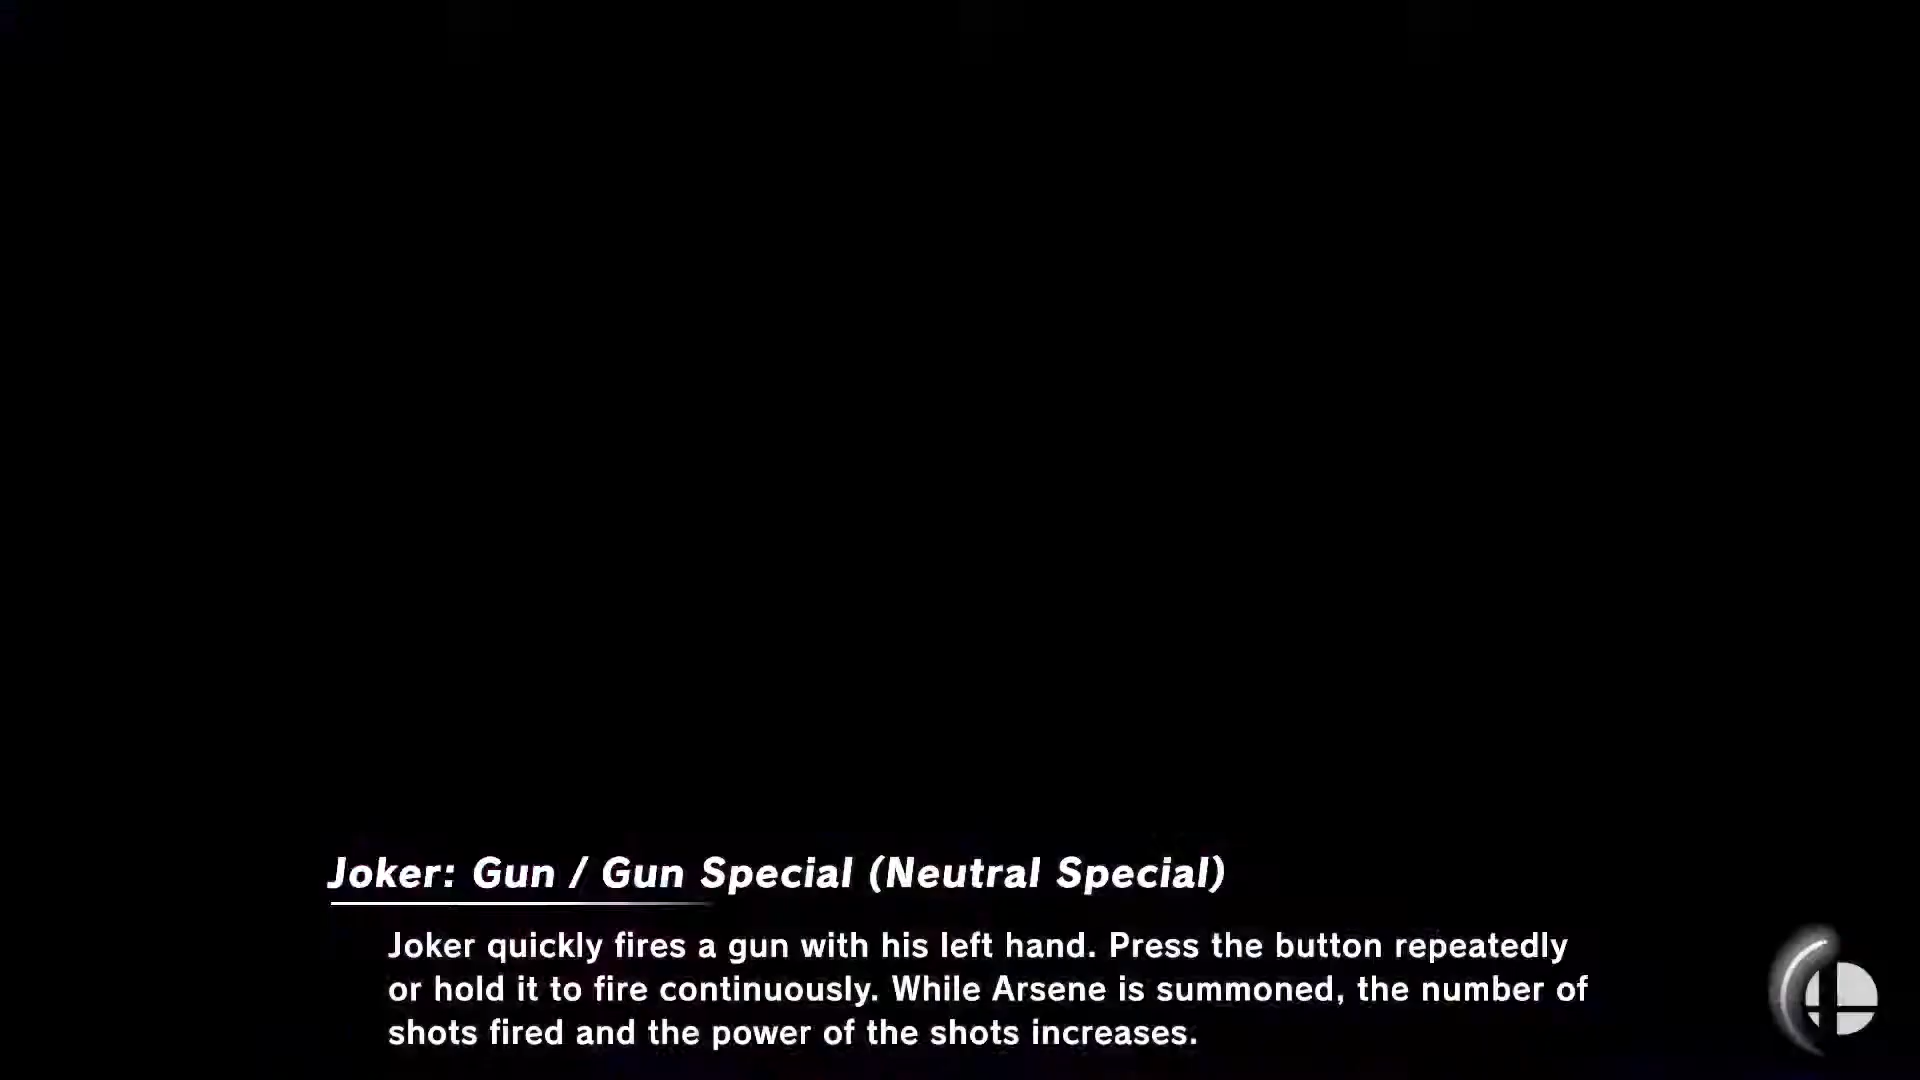 Joker: Gun / Gun Special (Neutral Special)
Joker quickly fires a gun with his left hand. Press the button repeatedly
or hold it to fire continuously. While Arsene is summoned, the number of
shots fired and the power of the shots increases.